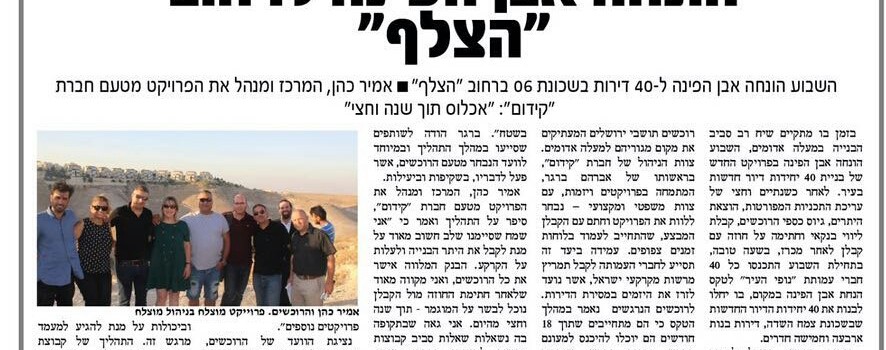 "הצלף"
השבוע הונחה אבן הפינה ל-40 דירות בשכונת 06 ברחוב "הצלף" ■ אמיר כהן, המרכז ומנהל את הפרויקט מטעם חברת
"קידום": "אכלוס תוך שנה וחצי"
בזמן בו מתקיים שיח רב סביב
הבנייה במעלה אדומים, השבוע
הונחה אבן הפינה בפרויקט החדש
של בניית 40 יחידות דיור חדשות
בעיר. לאחר כשנתיים וחצי של
עריכת התכניות המפורטות, הוצאת
היתרים, גיוס כספי הרוכשים, קבלת
ליווי בנקאי וחתימה על חוזה עם
קבלן לאחר מכרז, בשעה טובה,
בתחילת השבוע התכנסו כל 40
חברי עמותת "נופי העיר" לטקס
הנחת אבן הפינה במקום, בו יחלו
לבנות את 40 יחידות הדיור החדשות
שבשכונת צמח השדה, דירות בנות
ארבעה וחמישה חדרים.
רוכשים תושבי ירושלים המעתיקים
את מקום מגוריהם למעלה אדומים.
צוות הניהול של חברת "קידום",
בראשותו של אברהם ברגר,
המתמחה בפרויקטים ויזמות, עם
צוות משפטי ומקצועי – נבחר
ללוות את הפרויקט וחתם עם הקבלן
המבצע, שהתחייב לעמוד בלוחות
זמנים צפופים. עמידה ביעד זה
תסייע לחברי העמותה לקבל תמריץ
מרשות מקרקעי ישראל, אשר נועד
לזרז את היזמים במסירת הדירות.
לרוכשים הנרגשים נאמר במהלך
הטקס כי הם מתחייבים שתוך 18
חודשים הם יוכלו להיכנס למעונם
בשטח". ברגר הודה לשותפים
שסייעו במהלך התהליך ובמיוחד
לוועד הנבחר מטעם הרוכשים, אשר
פעל לדבריו, בשקיפות וביעילות.
אמיר כהן, המרכז ומנהל את
הפרויקט מטעם חברת "קידום",
סיפר על התהליך ואמר כי "אני
שמח שסיימנו שלב חשוב מאוד על
מנת לקבל את היתר הבנייה ולעלות
על הקרקע. הבנק המלווה אישר
את כל הרוכשים, ואני מקווה מאוד
שלאחר חתימת החוזה מול הקבלן
נוכל לבשר על המוגמר - תוך שנה
וחצי מהיום. אני גאה שבתקופה
בה נשאלות שאלות סביב קבוצות
אמיר כהן והרוכשים. פרוייקט מוצלח בניהול מוצלח
פרויקטים נוספים".
נציגת הוועד של הרוכשים,
וביכולות על מנת להגיע למעמד
מרגש זה. התהליך של קבוצת